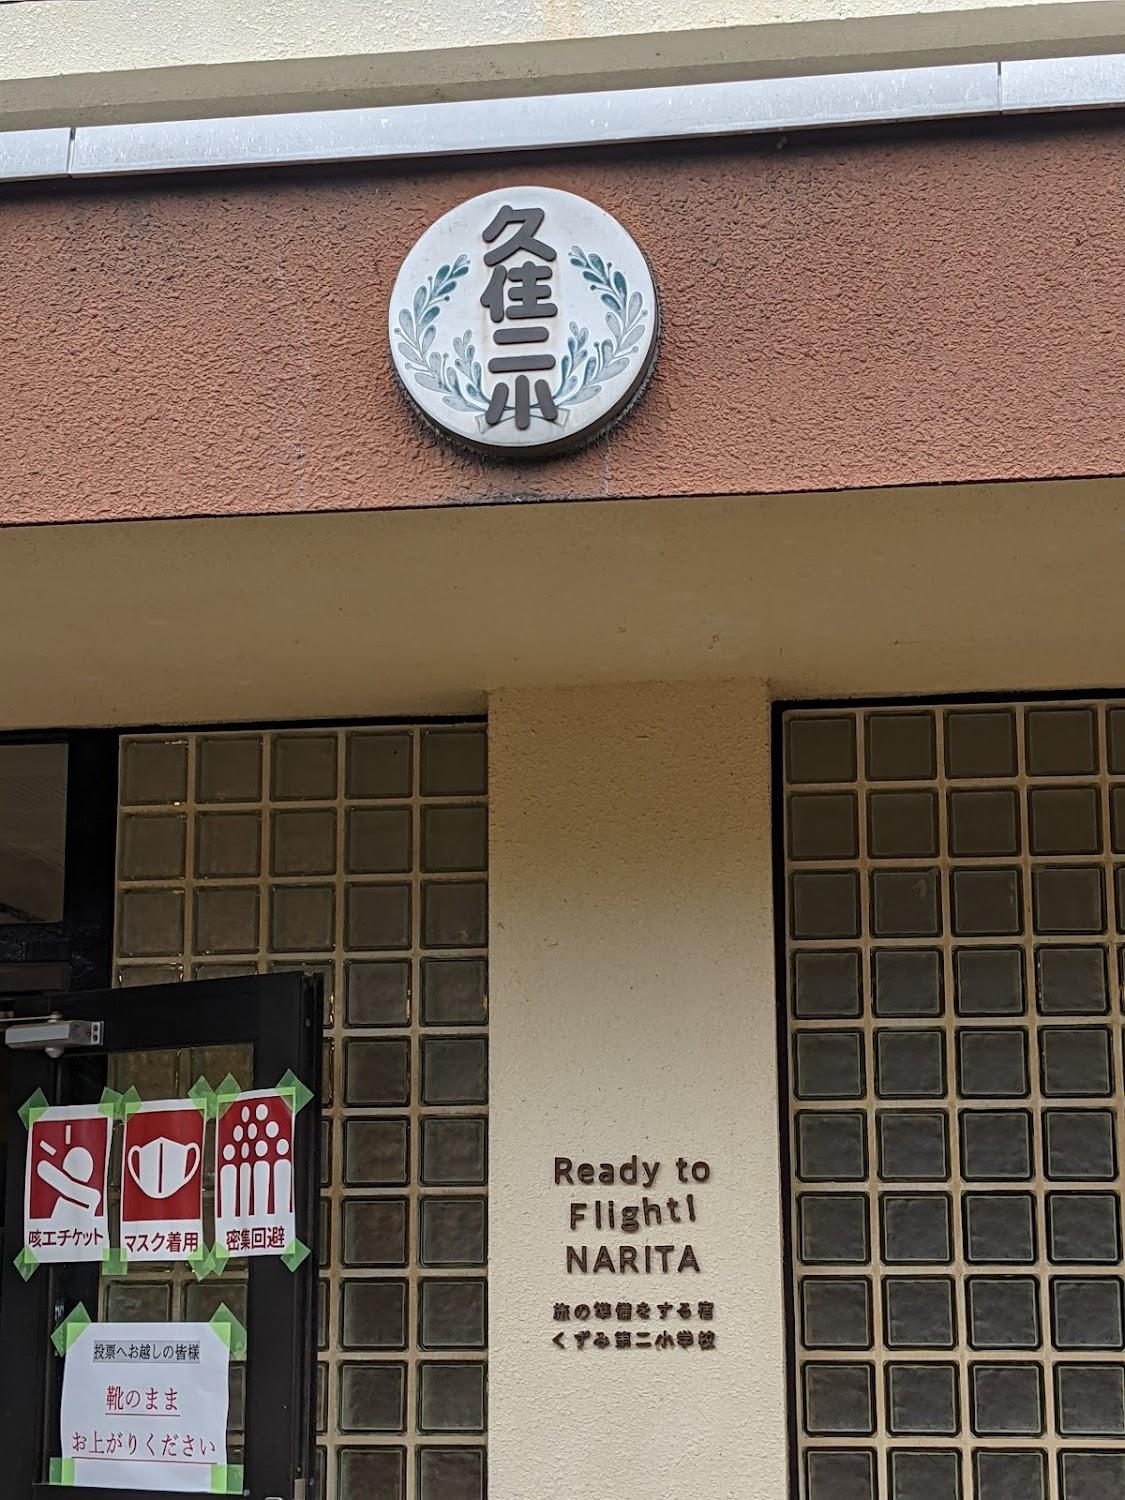 久住二小
Ready to
Flight!
NARITA
旅の準備をする宿
くずみ第二小学校
咳エチケット
マスク着用
密集回避
投票へお越しの皆様
靴のまま
お上がりください